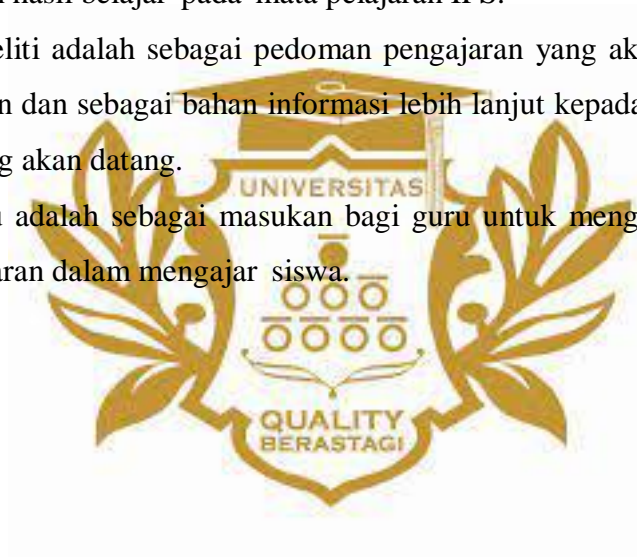 hasil belajar pada mata pelajaran IPS.
eliti adalah sebagai pedoman pengajaran yang ak
n dan sebagai bahan informasi lebih lanjut kepada
g akan datang.
UNIVERSITAS
u adalah sebagai masukan bagi guru untuk meng
aran dalam mengajar siswa.
QUALITY
BERASTAGI